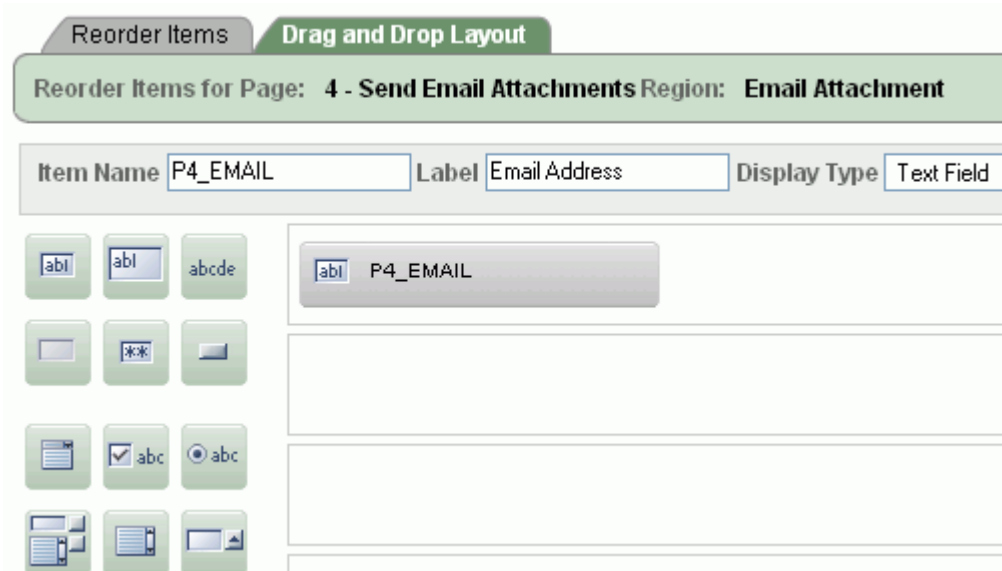 Reorder Items Drag and Drop Layout
Reorder Items for Page: 4 - Send Email Attachments Region: Email Attachment
Item Name P4_EMAIL Label Email Address Display Type Text Field
abl abl abcde
abl P4_EMAIL
**
abc abc